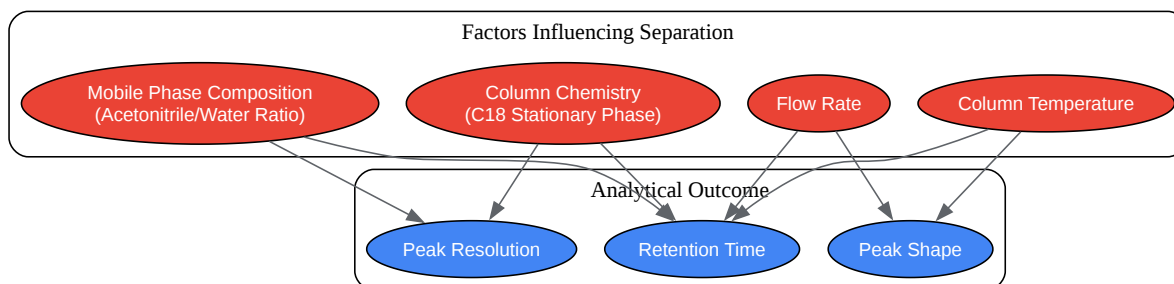 Factors Influencing Separation
Mobile Phase Composition
(Acetonitrile/Water Ratio)
Column Chemistry
(C18 Stationary Phase)
Flow Rate
Column Temperature
Analytical Outcome
Peak Resolution
Retention Time
Peak Shape